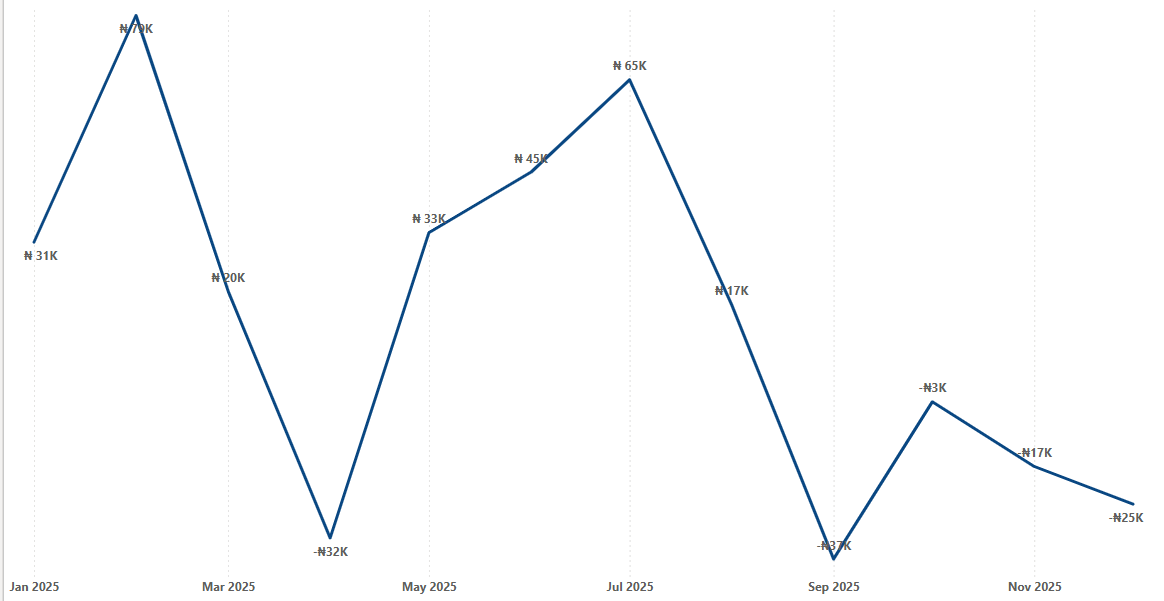 ₦ 79K
₦ 65K
₦ 45K
₦ 33K
₦ 31K
₦ 20K
₦ 17K
-₦3K
-₦17K
-₦25K
-₦37K
-₦32K
Jan 2025
Mar 2025
May 2025
Jul 2025
Sep 2025
Nov 2025